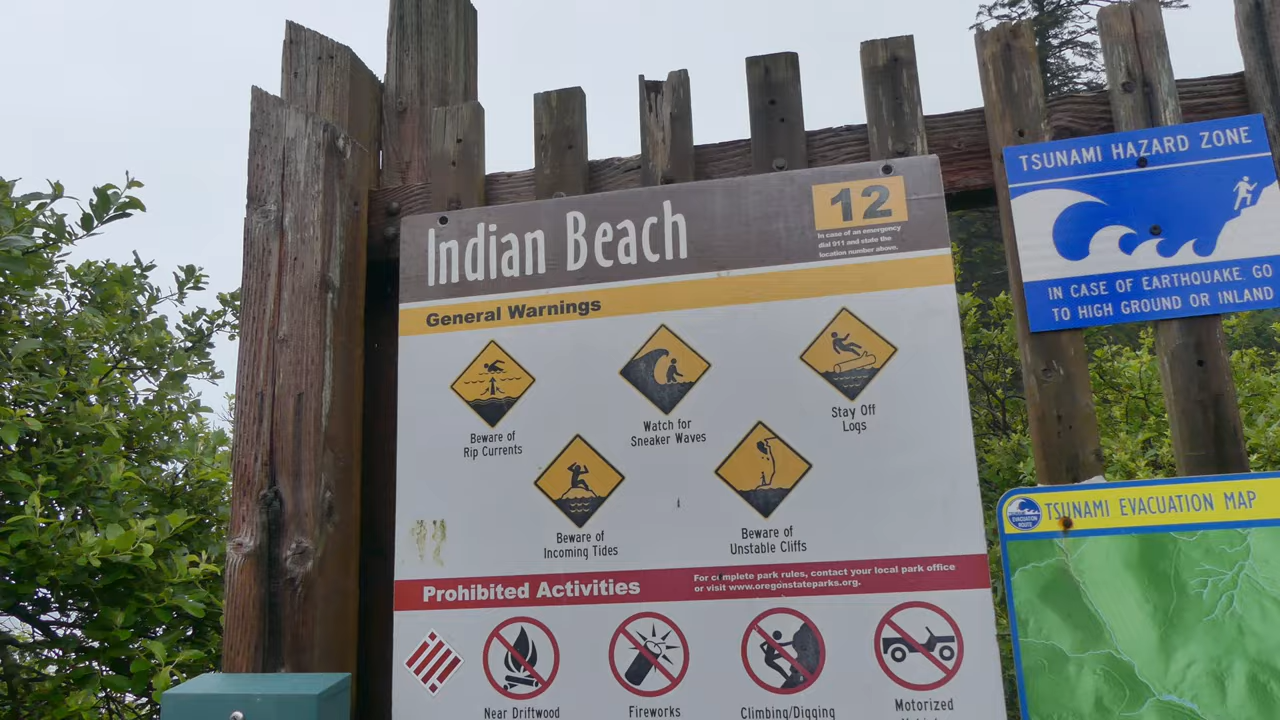 Indian Beach
12
In case of an emergency
dial 911 and state the
location number above.
General Warnings
Beware of
Rip Currents
Watch for
Sneaker Waves
Stay Off
Logs
Beware of
Incoming Tides
Beware of
Unstable Cliffs
Prohibited Activities
For complete park rules, contact your local park office
or visit www.oregonstateparks.org.
Near Driftwood
Fireworks
Climbing/Digging
Motorized
TSUNAMI HAZARD ZONE
IN CASE OF EARTHQUAKE, GO
TO HIGH GROUND OR INLAND
EVACUATION
ROUTE
TSUNAMI EVACUATION MAP